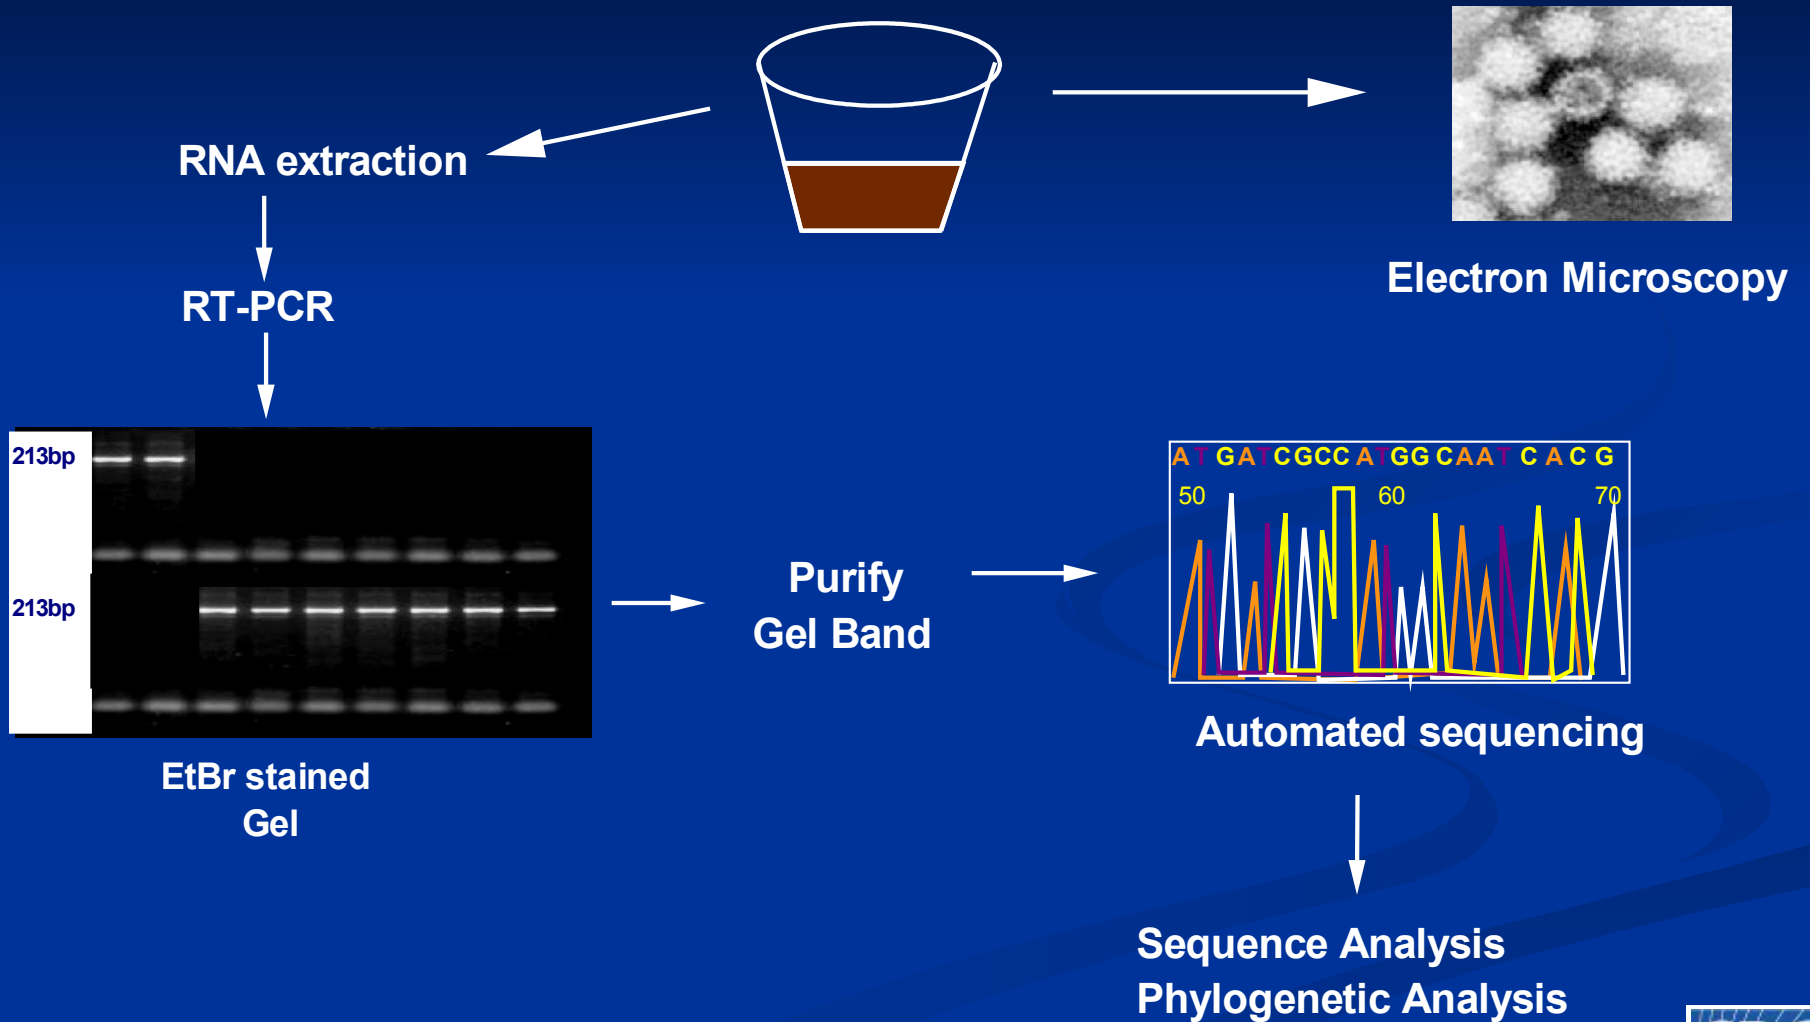 RNA extraction
Electron Microscopy
RT-PCR
213bp
213bp
EtBr stained
Gel
Purify
Gel Band
A T G A T C G C C A T G G C A A T C A C G
50 60 70
Automated sequencing
Sequence Analysis
Phylogenetic Analysis